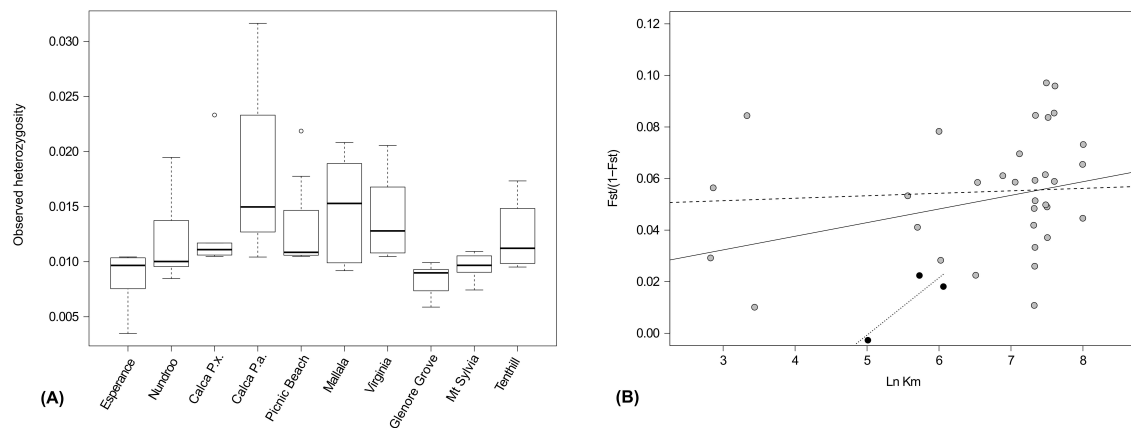 0.030
0.025
0.020
0.015
0.010
0.005
Observed heterozygosity
Esperance
Nundroo
Calca P.x.
Calca P.a.
Picnic Beach
Mallala
Virginia
Glenore Grove
Mt Sylvia
Tenthill
(A)
0.12
0.10
0.08
0.06
0.04
0.02
0.00
Fst/(1−Fst)
3 4 5 6 7 8
Ln Km
(B)